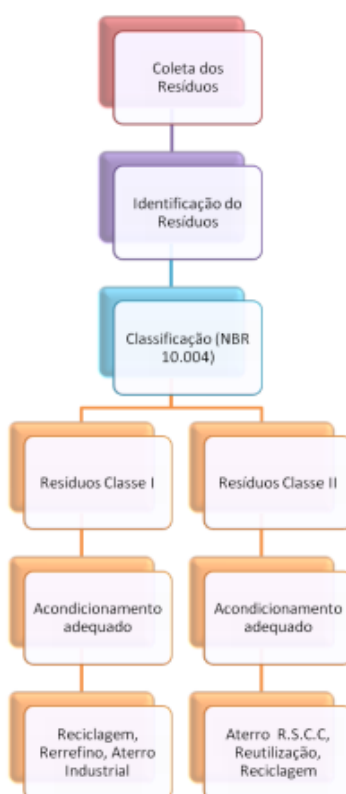 Coleta dos
Resíduos
Identificação do
Resíduos
Classificação (NBR
10.004)
Residuos Classe I
Resíduos Classe II
Acondicionamento
adequado
Acondicionamento
adequado
Reciclagem,
Rerrefino, Aterro
Industrial
Aterro R.S.C.C,
Reutilização,
Reciclagem